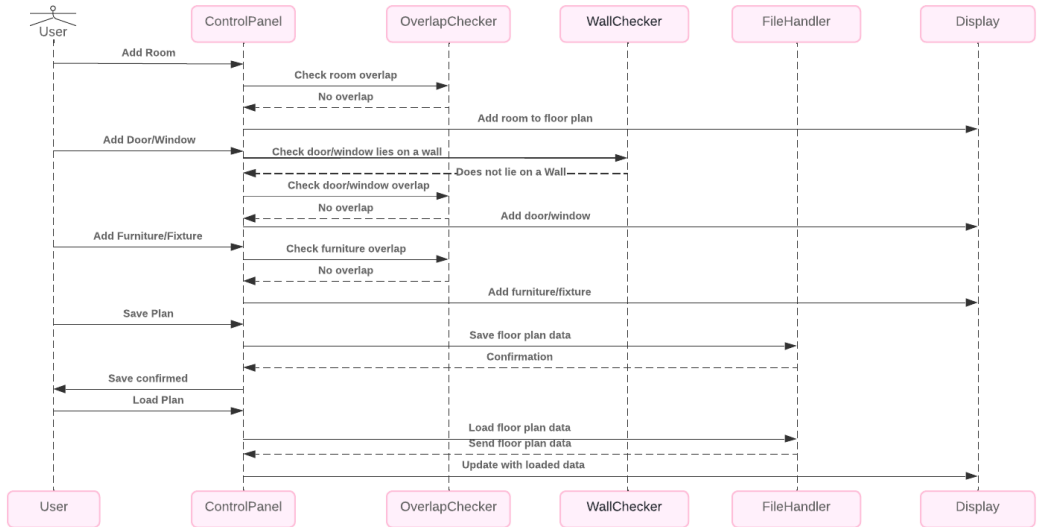 User
ControlPanel
OverlapChecker
WallChecker
FileHandler
Display
Add Room
Check room overlap
No overlap
Add room to floor plan
Add Door/Window
Check door/window lies on a wall
Does not lie on a Wall
Check door/window overlap
No overlap
Add door/window
Add Furniture/Fixture
Check furniture overlap
No overlap
Add furniture/fixture
Save Plan
Save floor plan data
Confirmation
Save confirmed
Load Plan
Load floor plan data
Send floor plan data
Update with loaded data
User
ControlPanel
OverlapChecker
WallChecker
FileHandler
Display